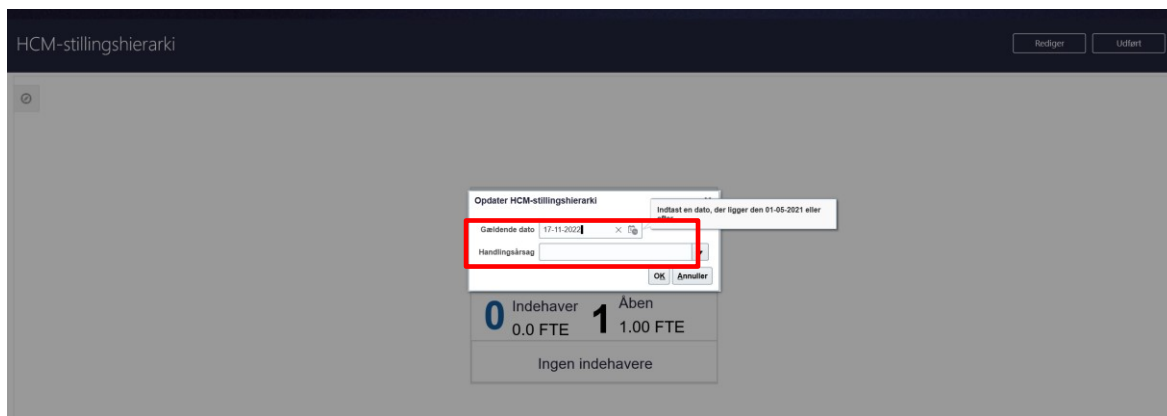 HCM-stillingshierarki
Rediger
Udført
Opdater HCM-stillingshierarki
Indtast en dato, der ligger den 01-05-2021 eller
Gældende dato 17-11-2022
Handlingsårsag
OK Annuller
0 Indehaver 0.0 FTE
1 Åben 1.00 FTE
Ingen indehavere